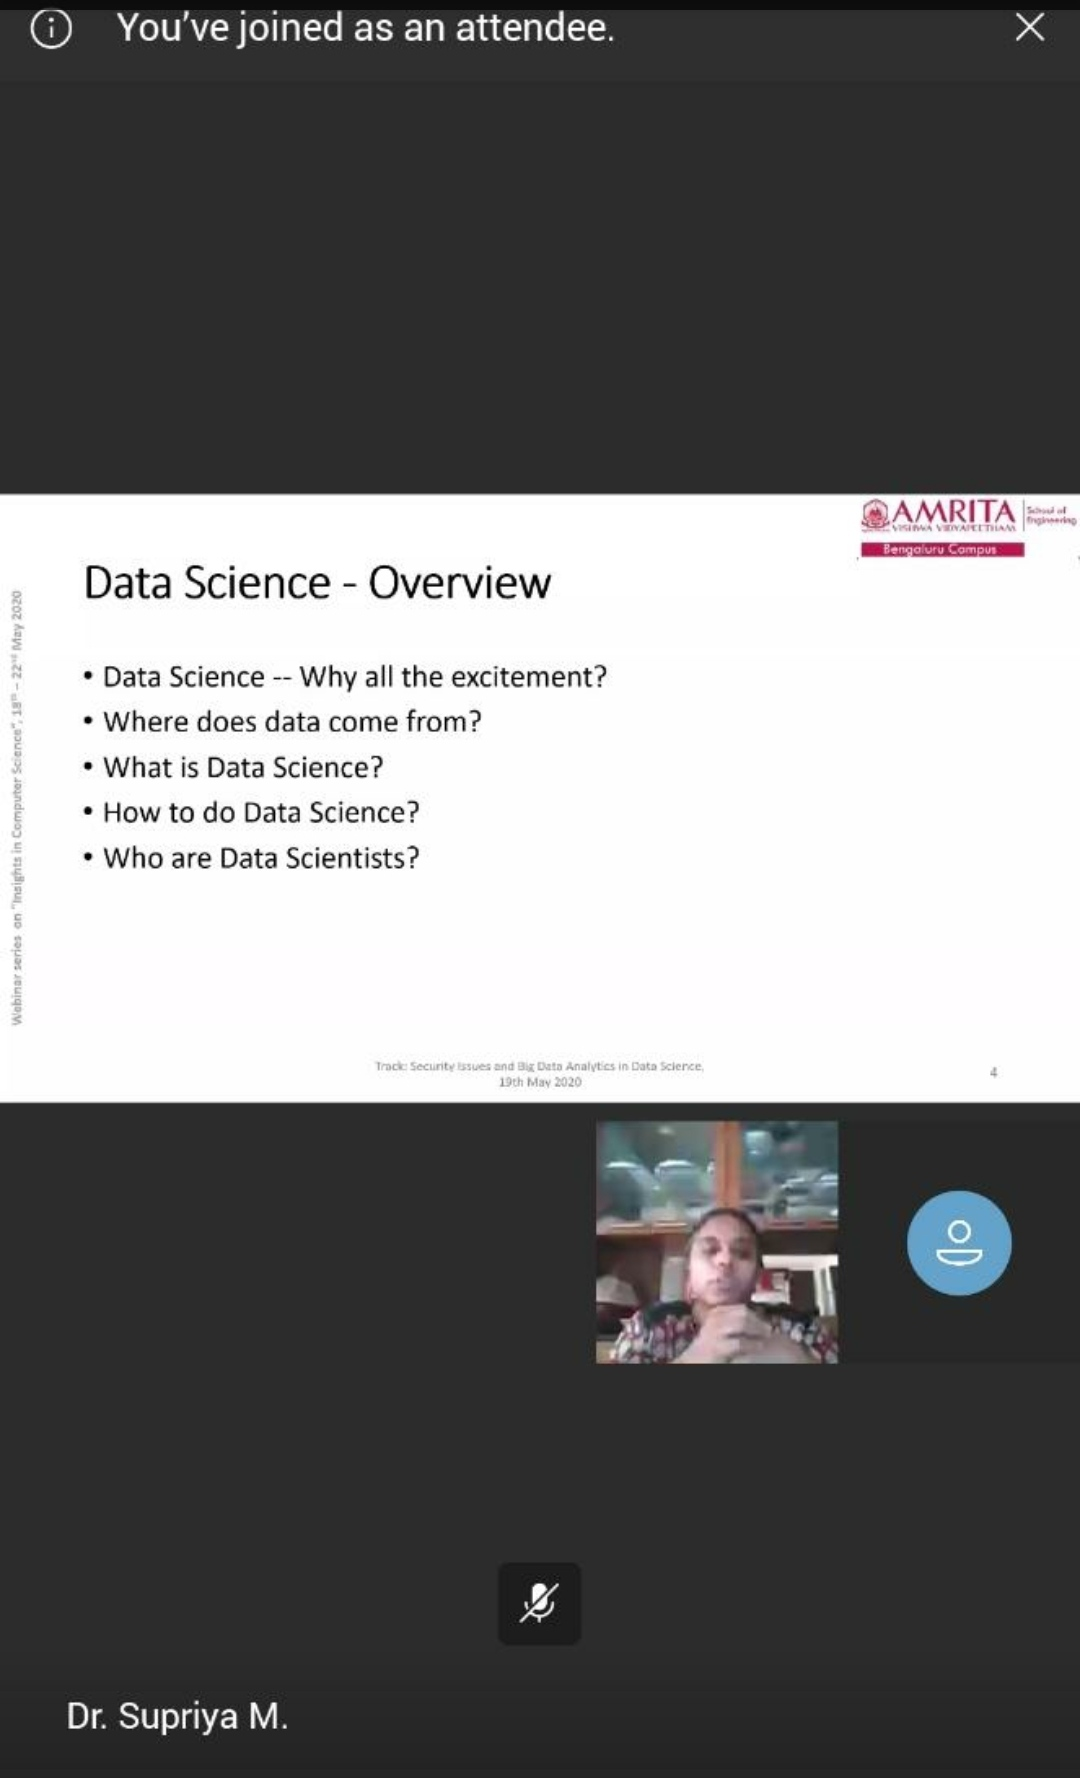 You’ve joined as an attendee.
AMRITA
VISHWA VIDYAPEETHAM
School of
Engineering
Bengaluru Campus
Data Science - Overview
• Data Science -- Why all the excitement?
• Where does data come from?
• What is Data Science?
• How to do Data Science?
• Who are Data Scientists?
Webinar series on "Insights in Computer Science", 18th – 22nd May 2020
Track: Security Issues and Big Data Analytics in Data Science,
19th May 2020
4
Dr. Supriya M.